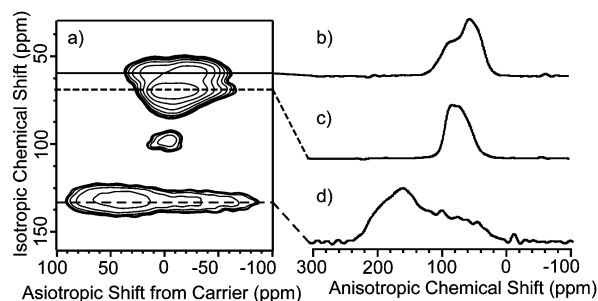 a)
b)
c)
d)
50
100
150
Isotropic Chemical Shift (ppm)
100 50 0 -50 -100
Asiotropic Shift from Carrier (ppm)
300 200 100 0 -100
Anisotropic Chemical Shift (ppm)